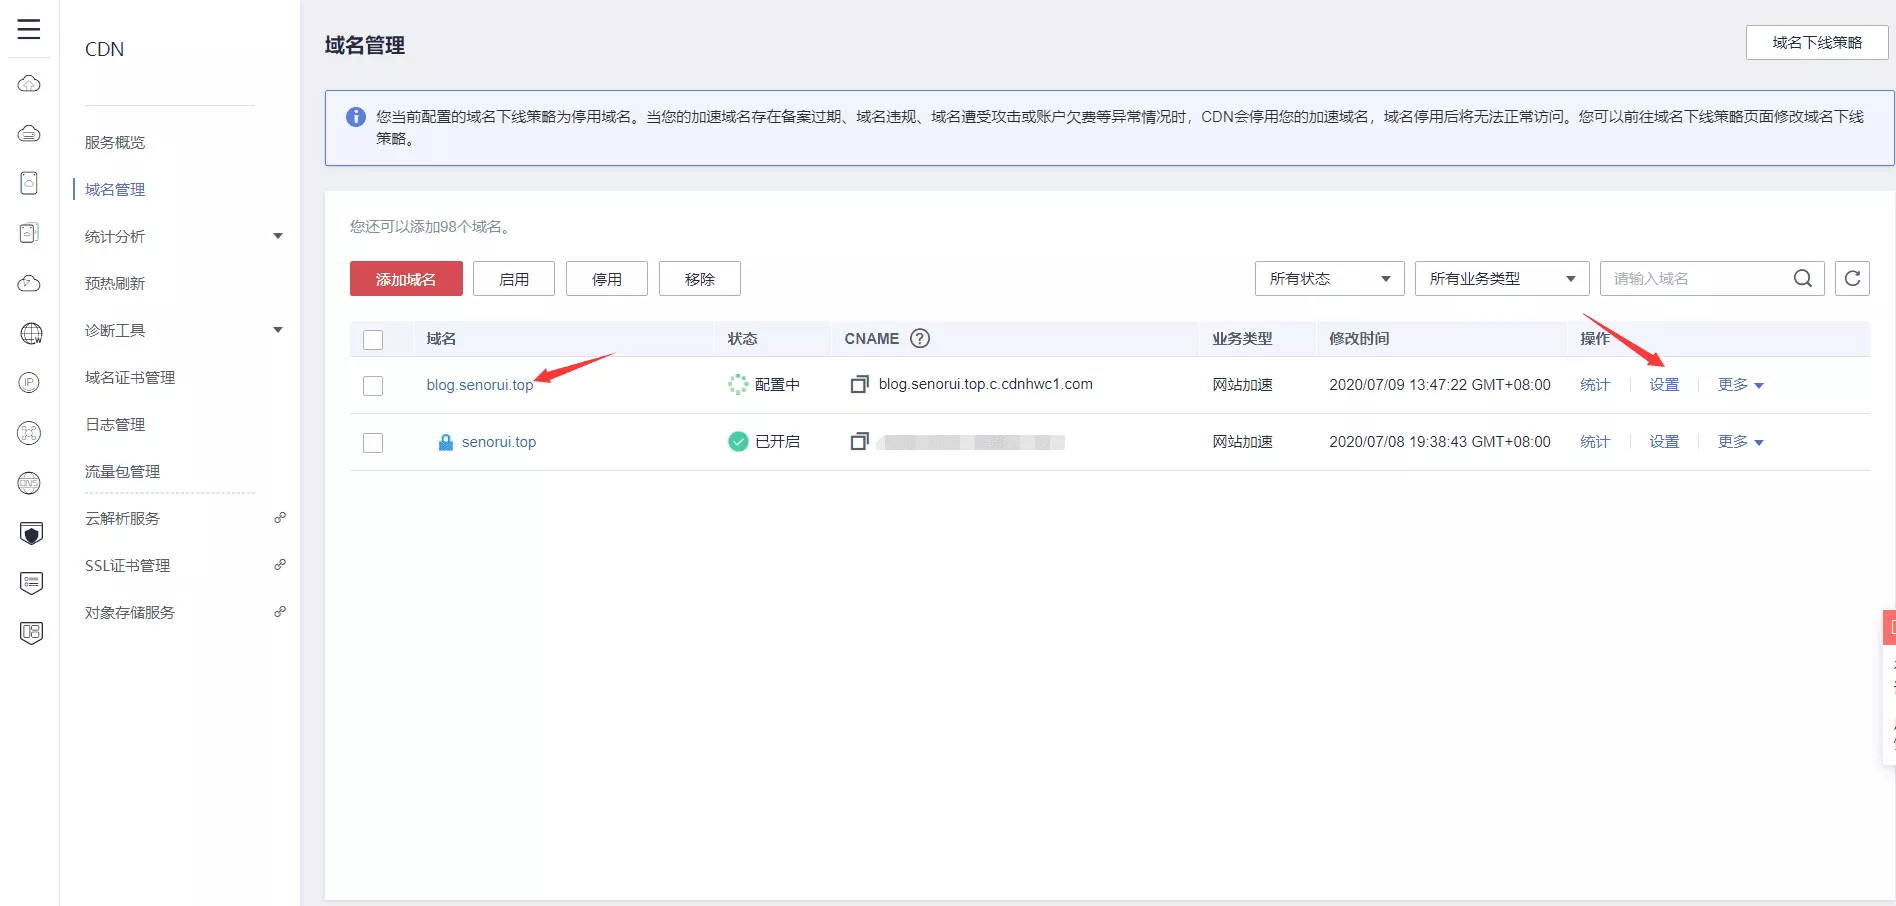 CDN
服务概览
域名管理
统计分析
预热刷新
诊断工具
域名证书管理
日志管理
流量包管理
云解析服务
SSL证书管理
对象存储服务
域名管理
域名下线策略
您当前配置的域名下线策略为停用域名。当您的加速域名存在备案过期、域名违规、域名遭受攻击或账户欠费等异常情况时，CDN会停用您的加速域名，域名停用后将无法正常访问。您可以前往域名下线策略页面修改域名下线
策略。
您还可以添加98个域名。
添加域名 启用 停用 移除 所有状态 所有业务类型 请输入域名
域名 状态 CNAME ? 业务类型 修改时间 操作
blog.senorui.top 配置中 blog.senorui.top.c.cdnhwc1.com 网站加速 2020/07/09 13:47:22 GMT+08:00 统计 设置 更多
senorui.top 已开启 网站加速 2020/07/08 19:38:43 GMT+08:00 统计 设置 更多
IP
DNS